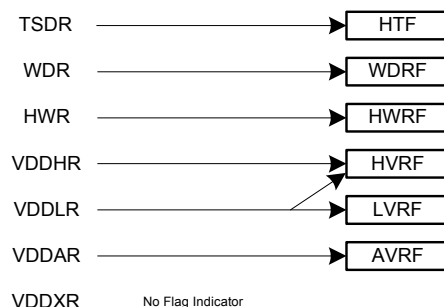 TSDR HTF
WDR WDRF
HWR HWRF
VDDHR HVRF
VDDLR LVRF
VDDAR AVRF
VDDXR No Flag Indicator